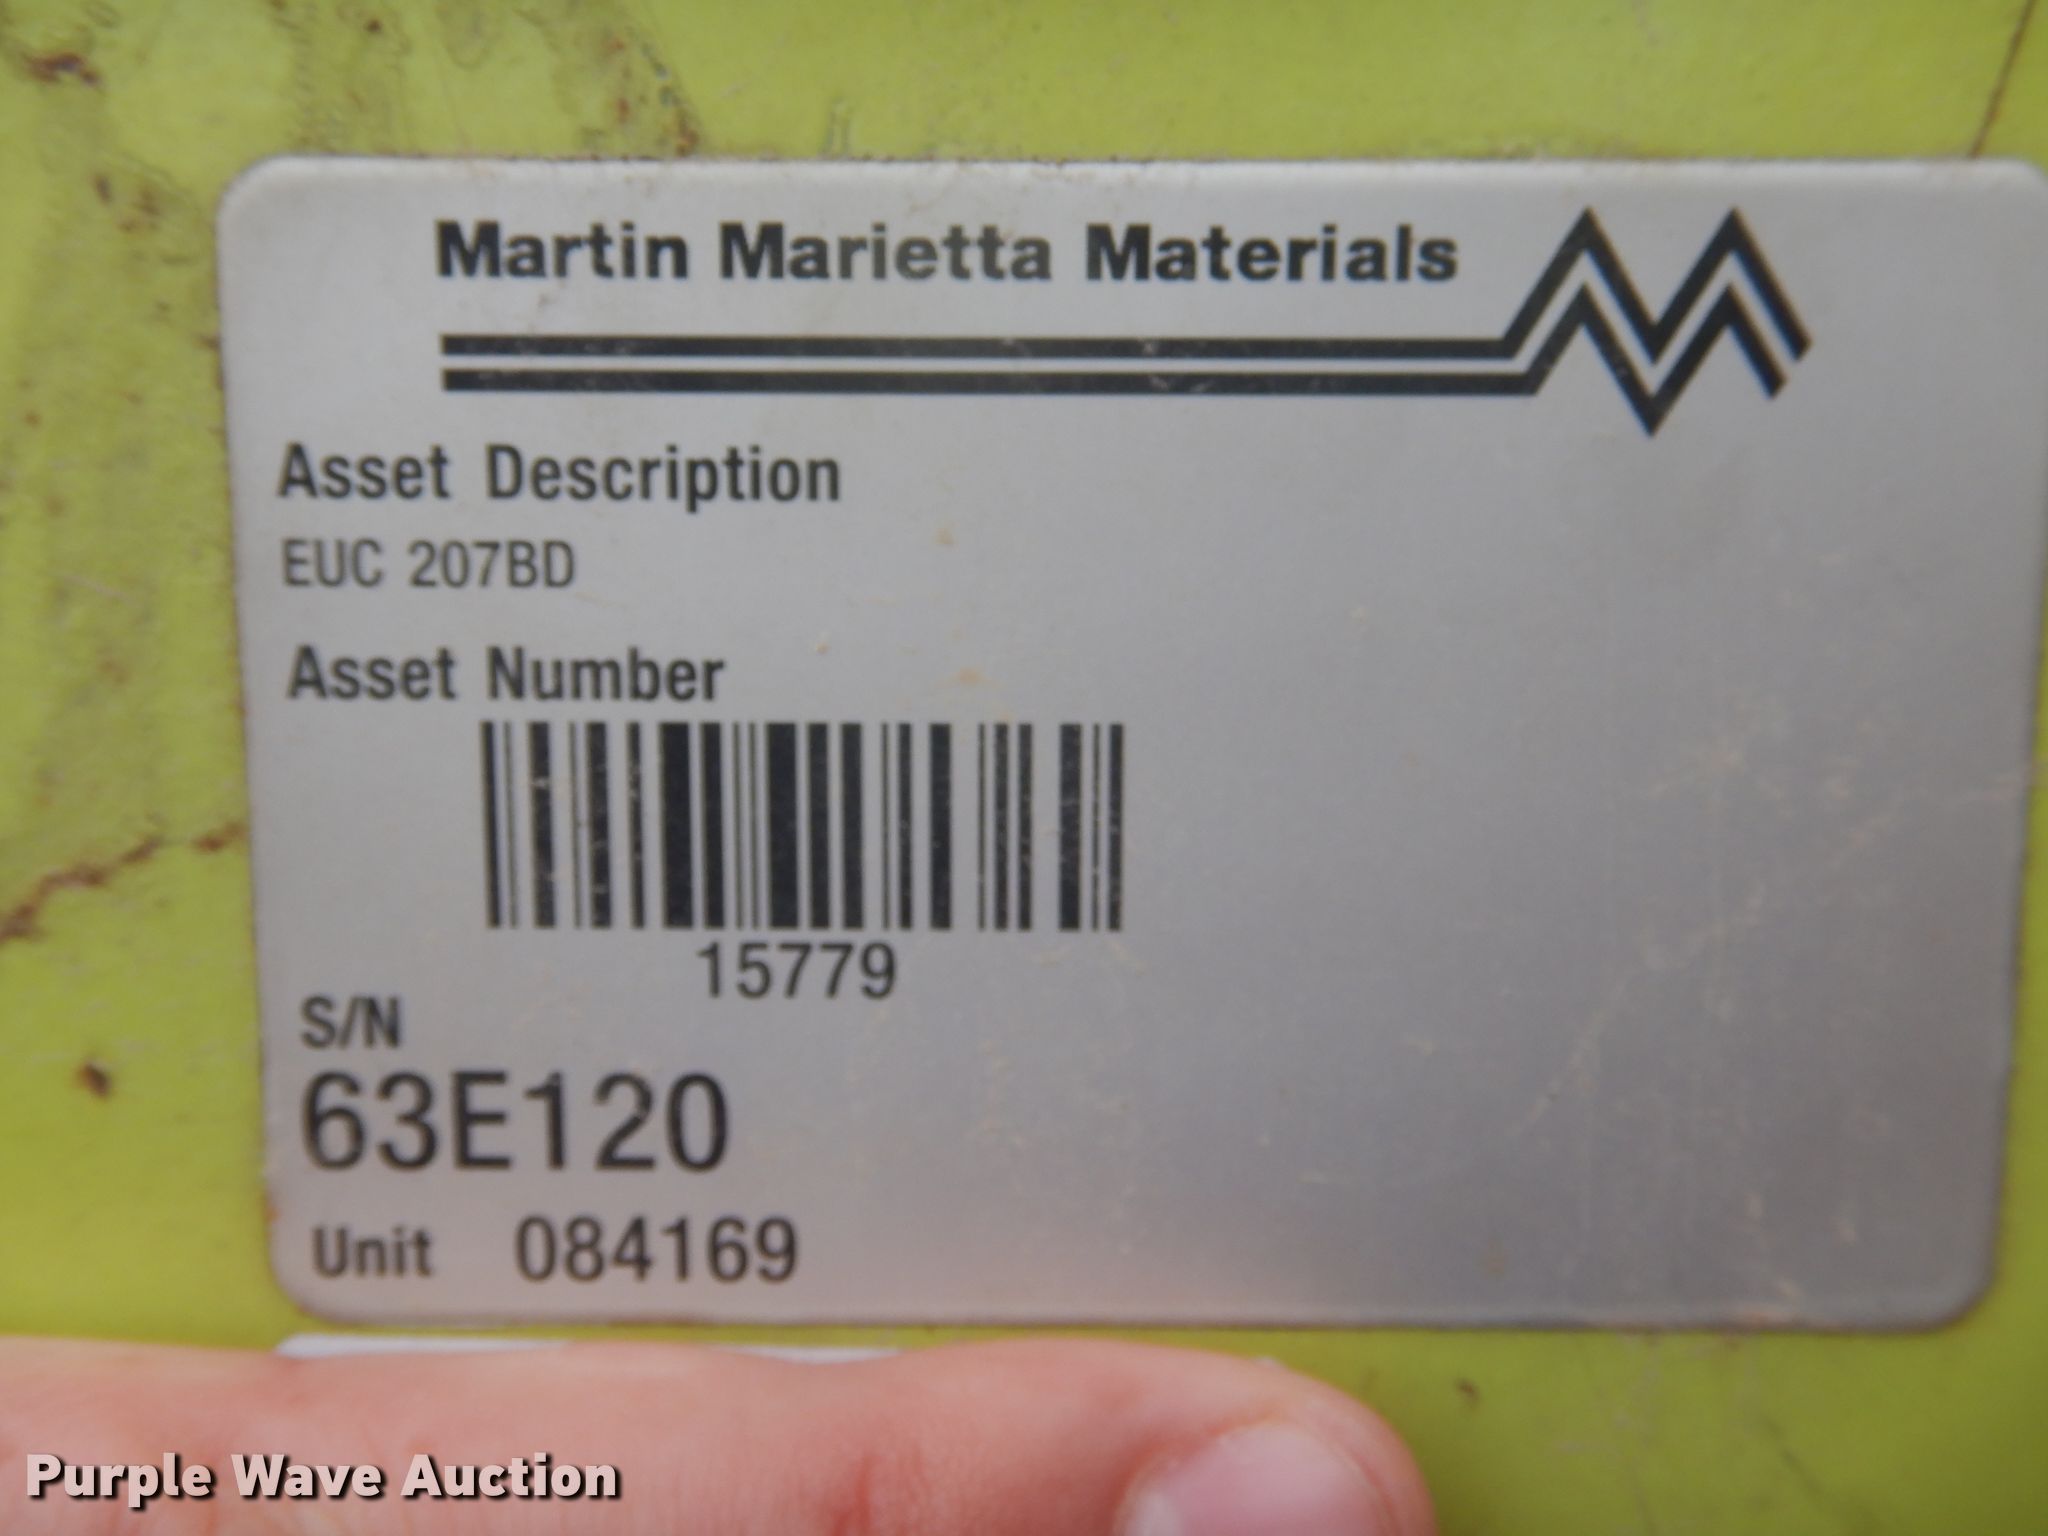 Martin Marietta Materials
Asset Description
EUC 207BD
Asset Number
15779
S/N
63E120
Unit 084169
Purple Wave Auction